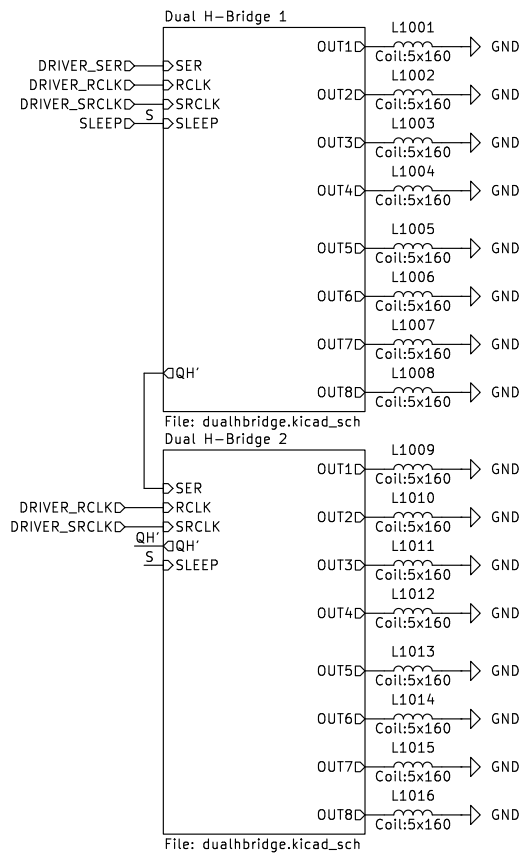 Dual H-Bridge 1
OUT1 L1001 Coil:5x160 GND
DRIVER_SER SER
DRIVER_RCLK RCLK
OUT2 L1002 Coil:5x160 GND
DRIVER_SRCLK SRCLK
SLEEP S SLEEP
OUT3 L1003 Coil:5x160 GND
OUT4 L1004 Coil:5x160 GND
OUT5 L1005 Coil:5x160 GND
OUT6 L1006 Coil:5x160 GND
OUT7 L1007 Coil:5x160 GND
QH'
OUT8 L1008 Coil:5x160 GND
File: dualhbridge.kicad_sch
Dual H-Bridge 2
OUT1 L1009 Coil:5x160 GND
SER
DRIVER_RCLK RCLK
OUT2 L1010 Coil:5x160 GND
DRIVER_SRCLK SRCLK
QH' QH'
S SLEEP
OUT3 L1011 Coil:5x160 GND
OUT4 L1012 Coil:5x160 GND
OUT5 L1013 Coil:5x160 GND
OUT6 L1014 Coil:5x160 GND
OUT7 L1015 Coil:5x160 GND
OUT8 L1016 Coil:5x160 GND
File: dualhbridge.kicad_sch